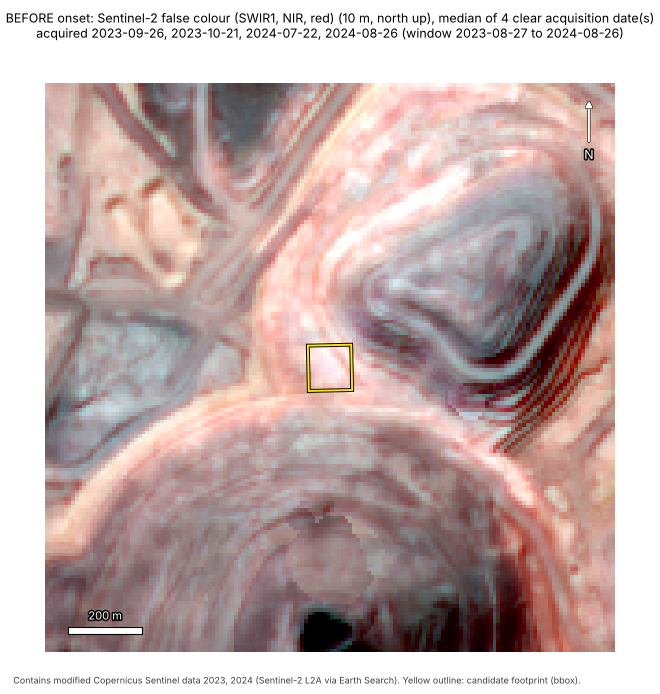 BEFORE onset: Sentinel-2 false colour (SWIR1, NIR, red) (10 m, north up), median of 4 clear acquisition date(s)
acquired 2023-09-26, 2023-10-21, 2024-07-22, 2024-08-26 (window 2023-08-27 to 2024-08-26)
N
200 m
Contains modified Copernicus Sentinel data 2023, 2024 (Sentinel-2 L2A via Earth Search). Yellow outline: candidate footprint (bbox).